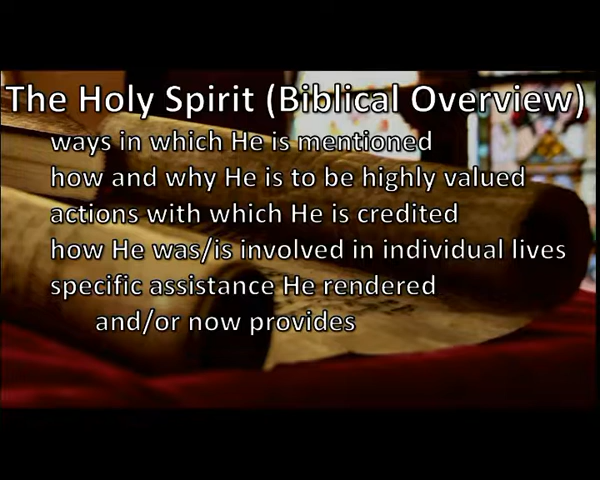 The Holy Spirit (Biblical Overview)
ways in which He is mentioned
how and why He is to be highly valued
actions with which He is credited
how He was/is involved in individual lives
specific assistance He rendered
and/or now provides